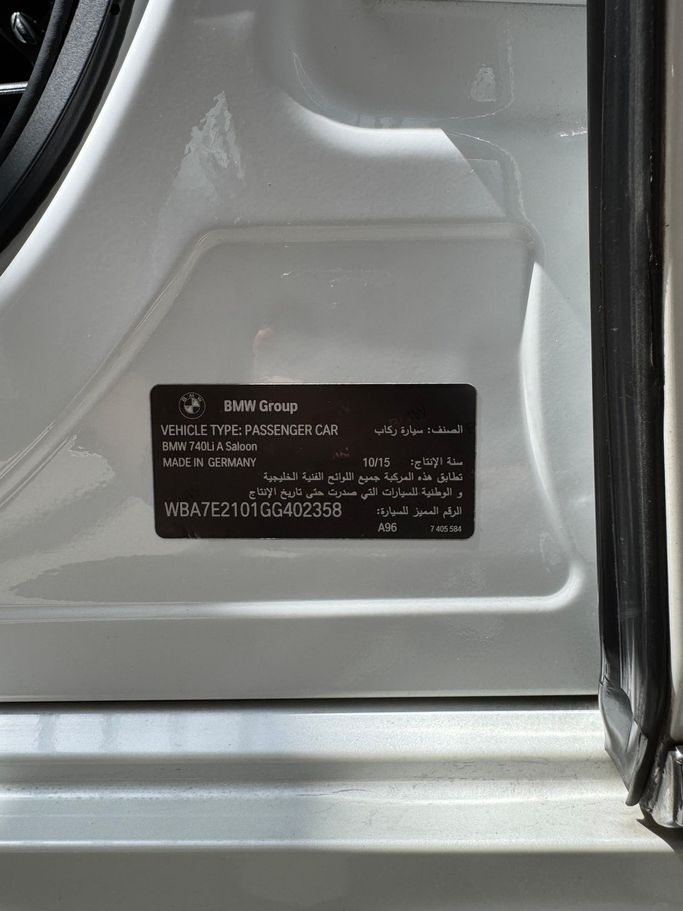 BMW Group
VEHICLE TYPE: PASSENGER CAR الصنف: سيارة ركاب
BMW 740Li A Saloon
MADE IN GERMANY 10/15 سنة الإنتاج:
تطابق هذه المركبة جميع اللوائح الفنية الخليجية
و الوطنية للسيارات التي صدرت حتى تاريخ الإنتاج
WBA7E2101GG402358 الرقم المميز للسيارة:
A96 7 405 584